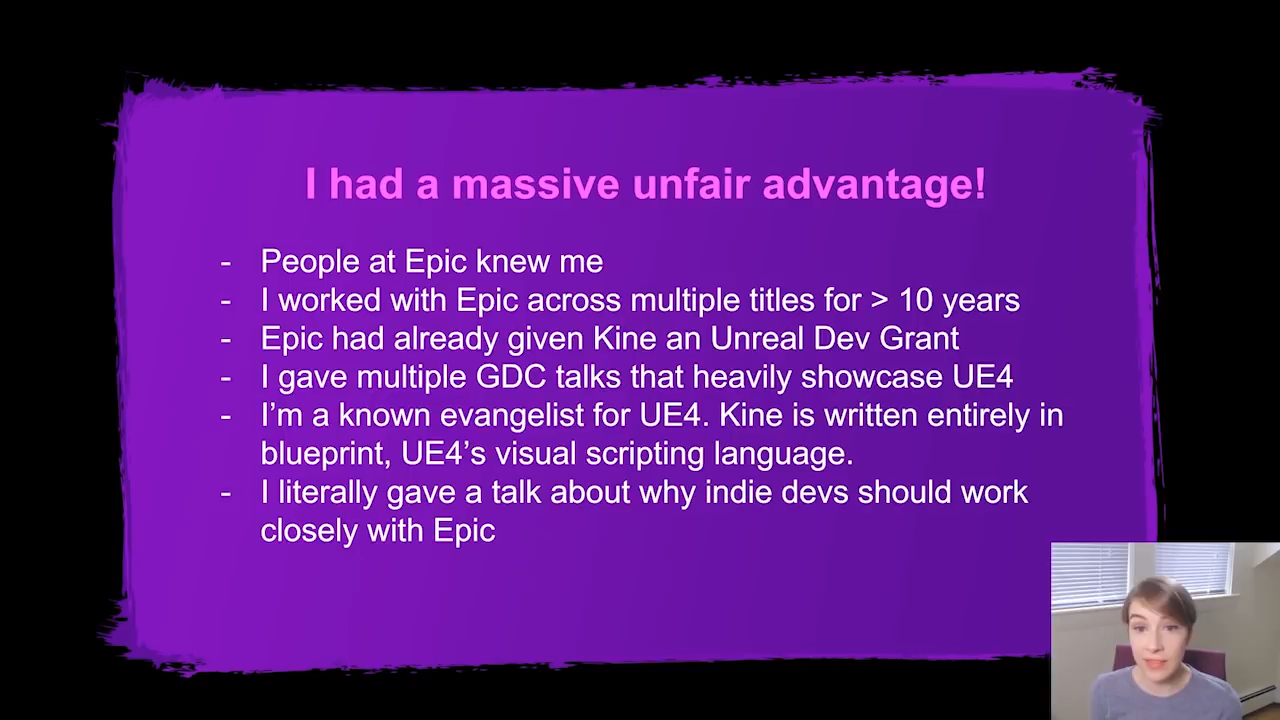 I had a massive unfair advantage!
- People at Epic knew me
- I worked with Epic across multiple titles for > 10 years
- Epic had already given Kine an Unreal Dev Grant
- I gave multiple GDC talks that heavily showcase UE4
- I’m a known evangelist for UE4. Kine is written entirely in
blueprint, UE4’s visual scripting language.
- I literally gave a talk about why indie devs should work
closely with Epic